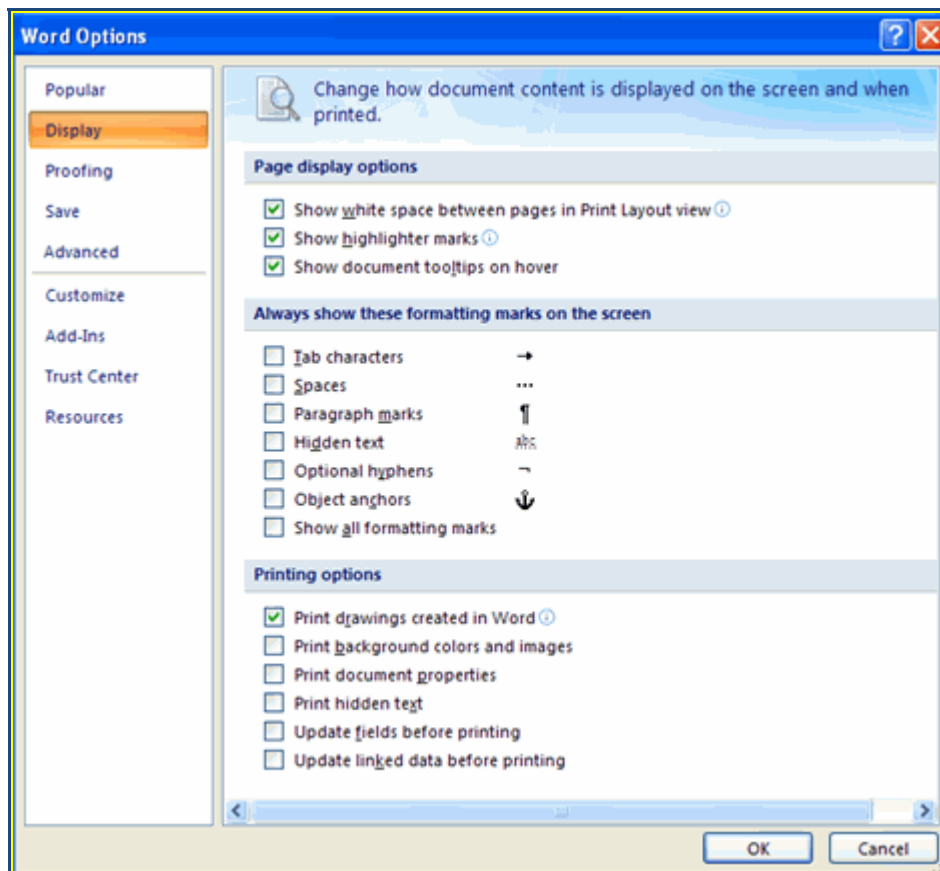 Word Options
Popular
Display
Proofing
Save
Advanced
Customize
Add-Ins
Trust Center
Resources
Change how document content is displayed on the screen and when
printed.
Page display options
Show white space between pages in Print Layout view
Show highlighter marks
Show document tooltips on hover
Always show these formatting marks on the screen
Tab characters →
Spaces ...
Paragraph marks ¶
Hidden text abc
Optional hyphens ¬
Object anchors
Show all formatting marks
Printing options
Print drawings created in Word
Print background colors and images
Print document properties
Print hidden text
Update fields before printing
Update linked data before printing
OK Cancel